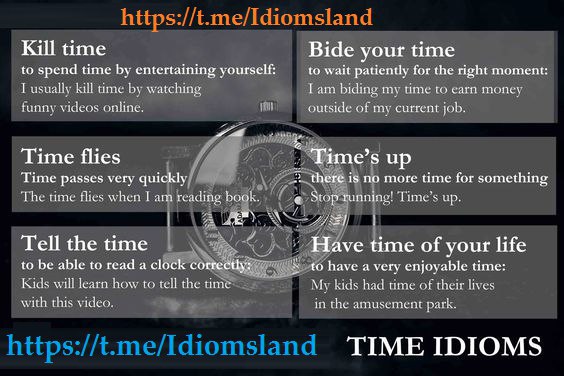 https://t.me/Idiomsland
Kill time
to spend time by entertaining yourself:
I usually kill time by watching
funny videos online.
Bide your time
to wait patiently for the right moment:
I am biding my time to earn money
outside of my current job.
Time flies
Time passes very quickly
The time flies when I am reading book.
Time's up
there is no more time for something
Stop running! Time's up.
Tell the time
to be able to read a clock correctly:
Kids will learn how to tell the time
with this video.
Have time of your life
to have a very enjoyable time:
My kids had time of their lives
in the amusement park.
https://t.me/Idiomsland
TIME IDIOMS